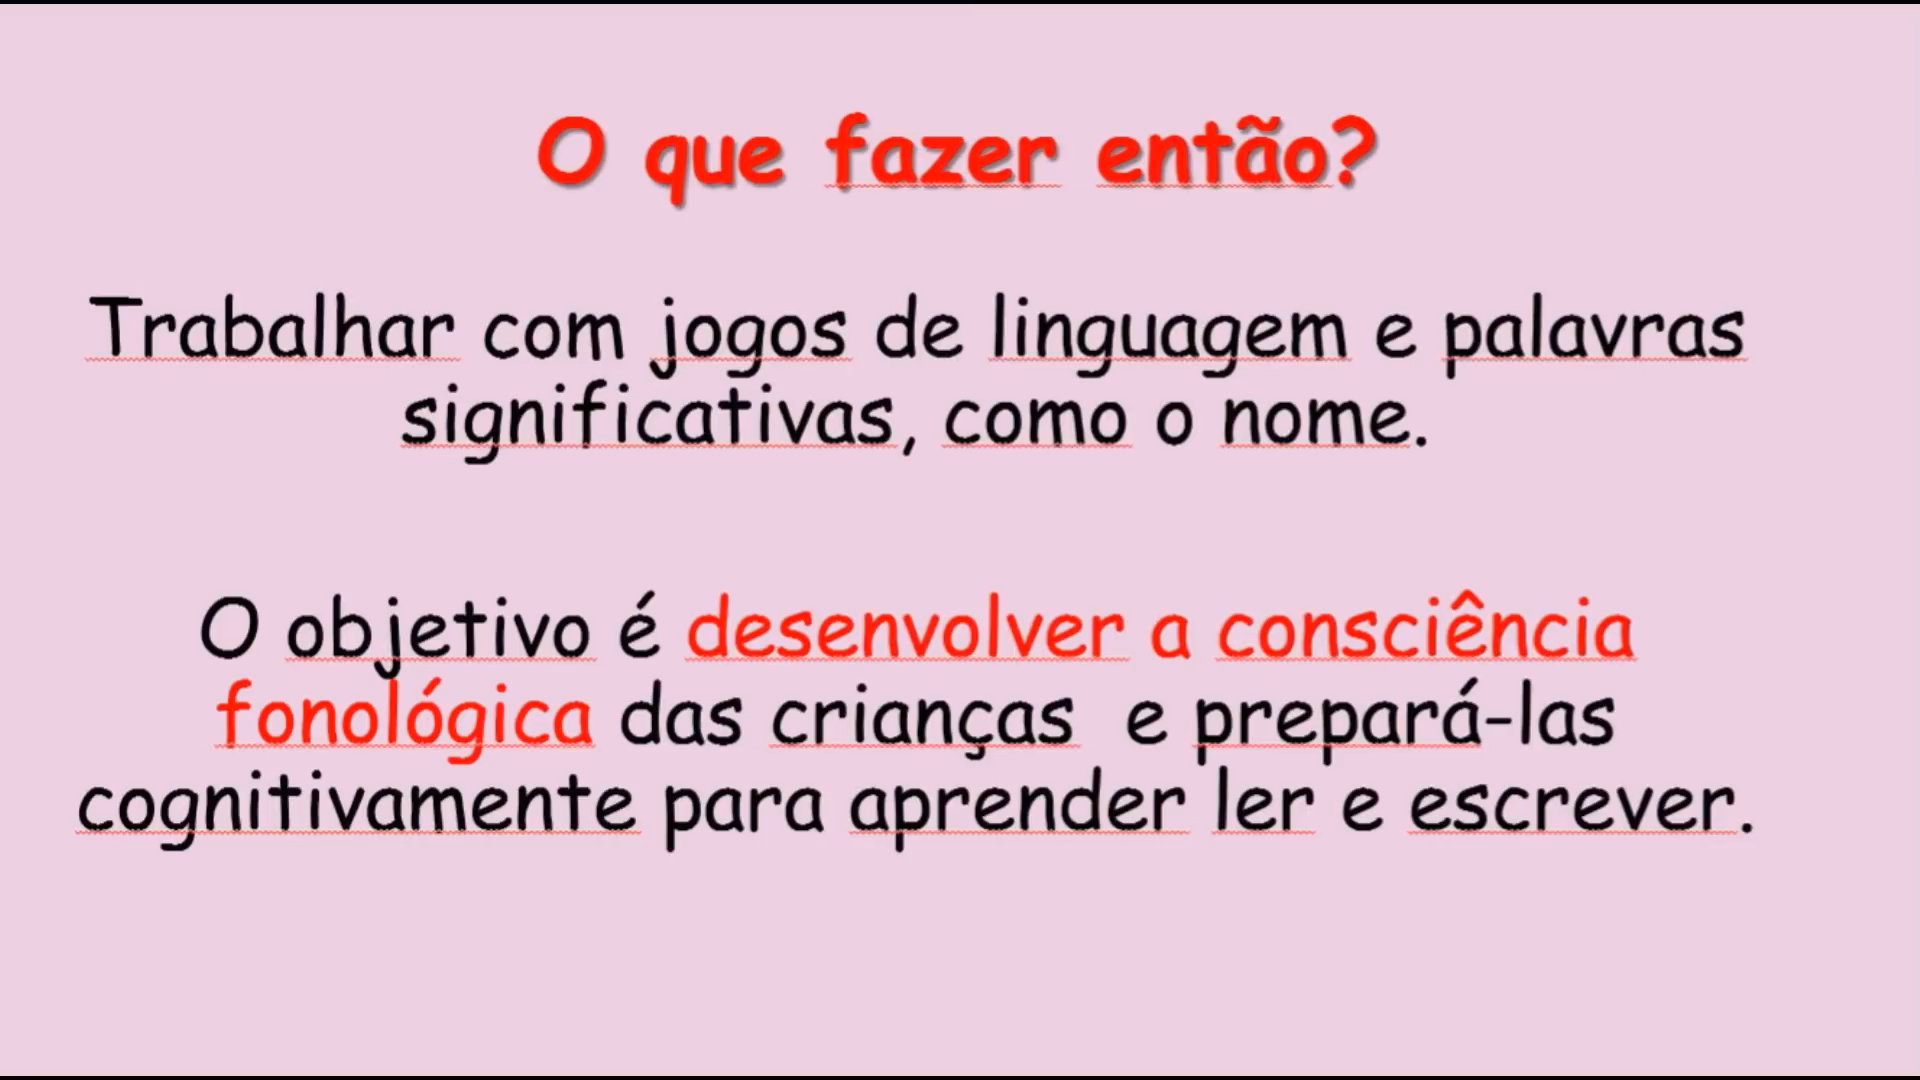 O que fazer então?
Trabalhar com jogos de linguagem e palavras
significativas, como o nome.
O objetivo é desenvolver a consciência
fonológica das crianças  e prepará-las
cognitivamente para aprender ler e escrever.